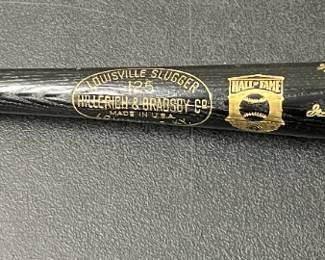 LOUISVILLE SLUGGER
125
HILLERICH & BRADSBY Co
MADE IN U.S.A.
HALL OF FAME